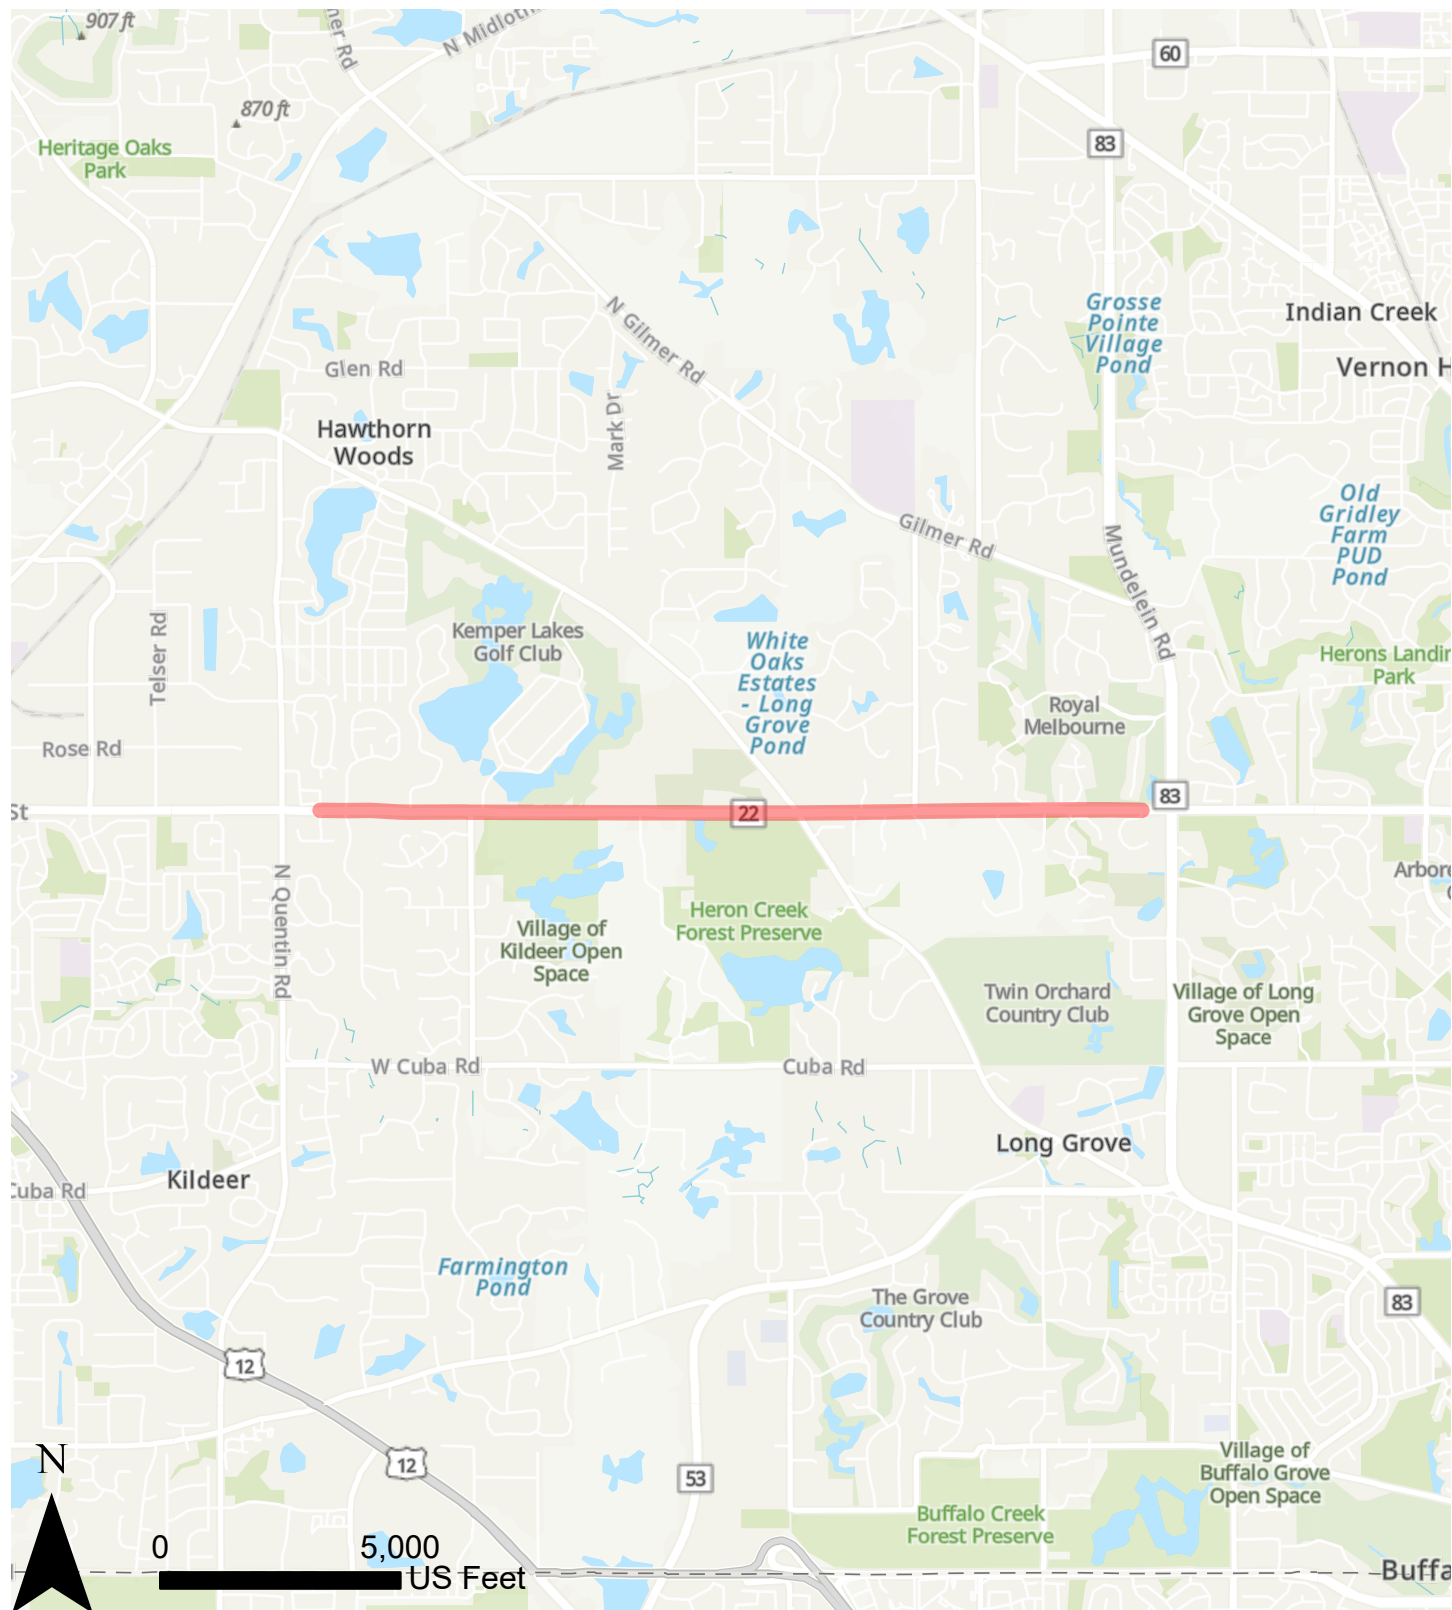 907 ft
N Midloth
60
870 ft
83
Heritage Oaks
Park
Grosse
Pointe
Village
Pond
Indian Creek
N Gilmer Rd
Vernon H
Glen Rd
Mark Dr
Hawthorn
Woods
Old
Gridley
Farm
PUD
Pond
Gilmer Rd
Mundelein Rd
Telser Rd
Kemper Lakes
Golf Club
White
Oaks
Estates
- Long
Grove
Pond
Herons Landin
Park
Royal
Melbourne
Rose Rd
83
St
22
N Quentin Rd
Arbore
Heron Creek
Forest Preserve
Village of
Kildeer Open
Space
Twin Orchard
Country Club
Village of Long
Grove Open
Space
W Cuba Rd
Cuba Rd
Long Grove
Kildeer
Cuba Rd
Farmington
Pond
The Grove
Country Club
83
12
12
53
Village of
Buffalo Grove
Open Space
Buffalo Creek
Forest Preserve
N
0 5,000
US Feet
Buffa